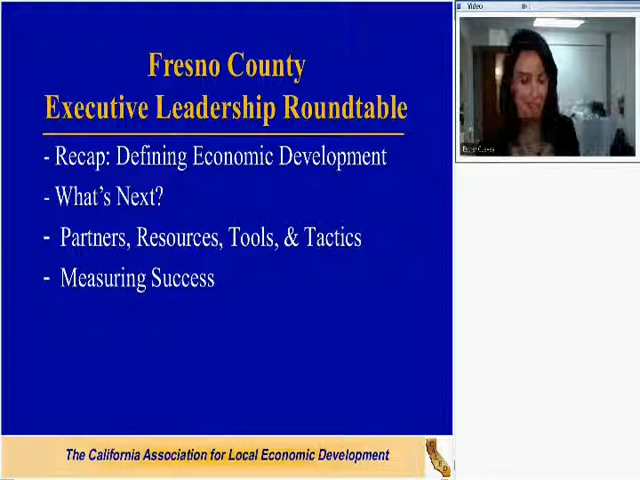 Fresno County
Executive Leadership Roundtable
- Recap: Defining Economic Development
- What's Next?
- Partners, Resources, Tools, & Tactics
- Measuring Success
The California Association for Local Economic Development
Video